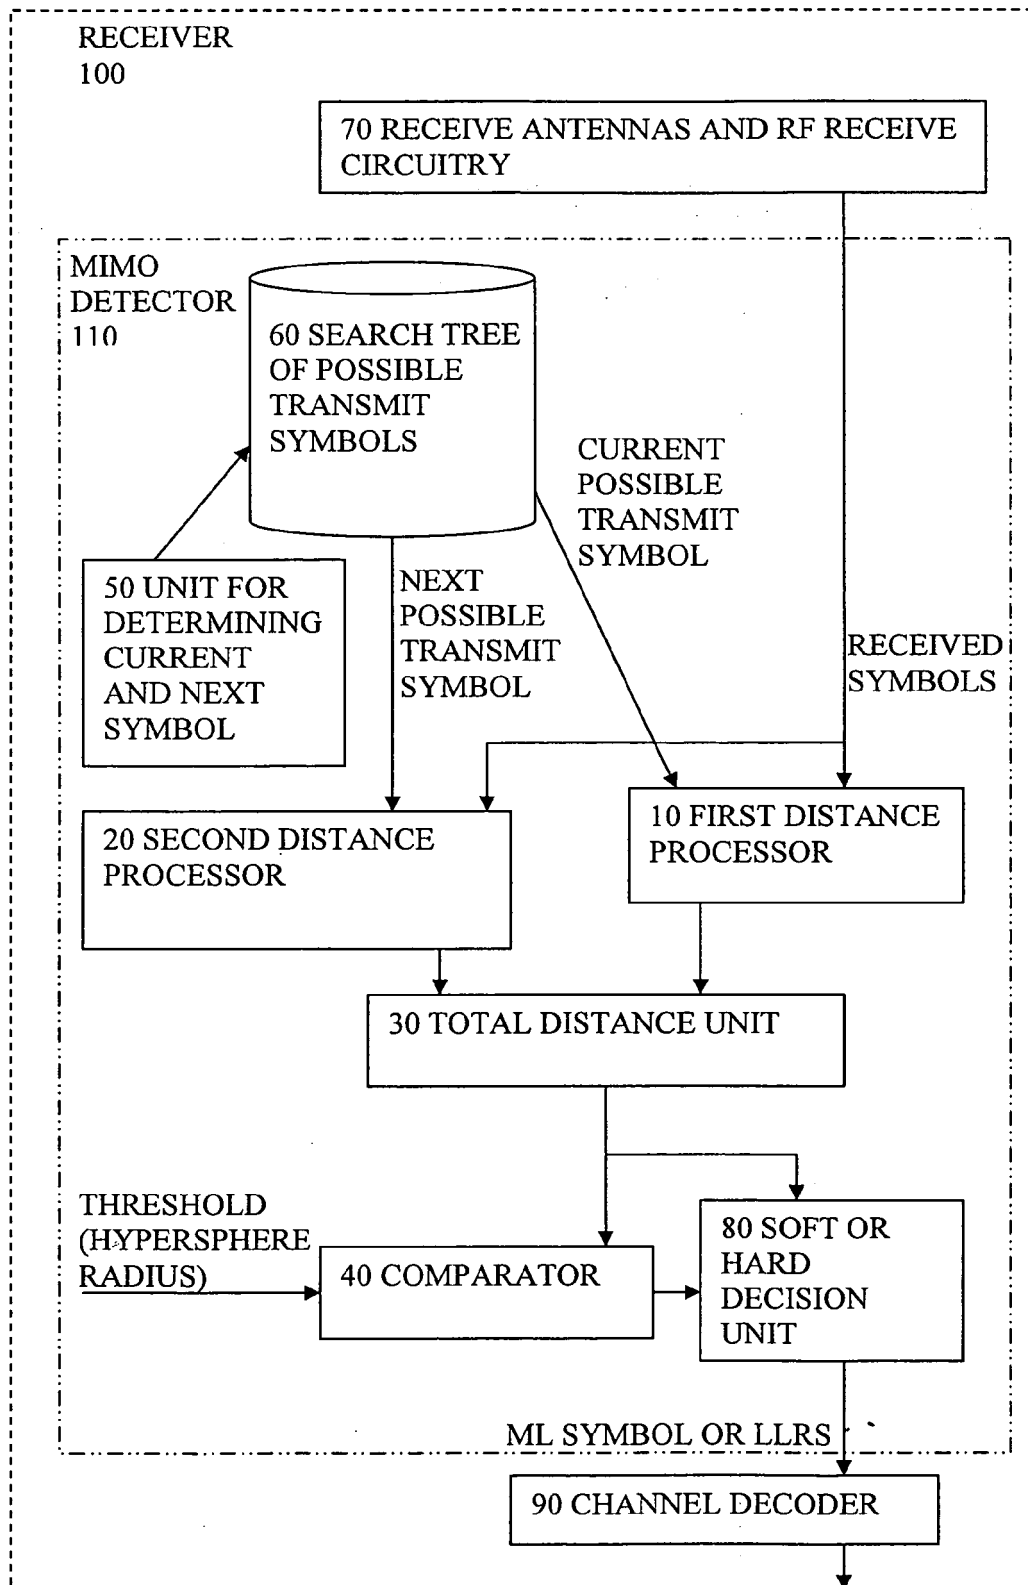 RECEIVER
100
70 RECEIVE ANTENNAS AND RF RECEIVE
CIRCUITRY
MIMO
DETECTOR
110
60 SEARCH TREE
OF POSSIBLE
TRANSMIT
SYMBOLS
CURRENT
POSSIBLE
TRANSMIT
SYMBOL
50 UNIT FOR
DETERMINING
CURRENT
AND NEXT
SYMBOL
NEXT
POSSIBLE
TRANSMIT
SYMBOL
RECEIVED
SYMBOLS
20 SECOND DISTANCE
PROCESSOR
10 FIRST DISTANCE
PROCESSOR
30 TOTAL DISTANCE UNIT
THRESHOLD
(HYPERSPHERE
RADIUS)
40 COMPARATOR
80 SOFT OR
HARD
DECISION
UNIT
ML SYMBOL OR LLRS
90 CHANNEL DECODER